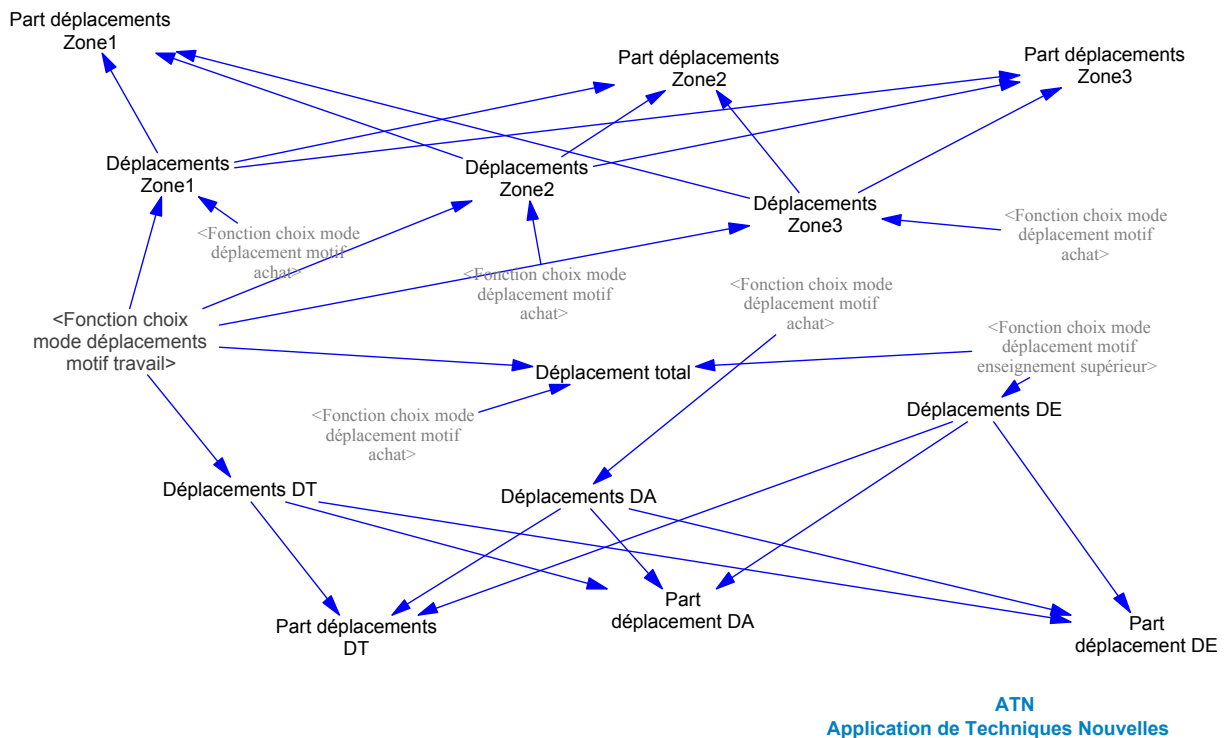 Part déplacements
Zone1
Part déplacements
Zone2
Part déplacements
Zone3
Déplacements
Zone1
Déplacements
Zone2
Déplacements
Zone3
<Fonction choix mode
déplacement motif
achat>
<Fonction choix mode
déplacement motif
achat>
<Fonction choix mode
déplacement motif
achat>
<Fonction choix mode
déplacement motif
achat>
<Fonction choix
mode déplacements
motif travail>
<Fonction choix mode
déplacement motif
enseignement supérieur>
Déplacement total
<Fonction choix mode
déplacement motif
achat>
Déplacements DE
Déplacements DT
Déplacements DA
Part déplacements
DT
Part
déplacement DA
Part
déplacement DE
ATN
Application de Techniques Nouvelles